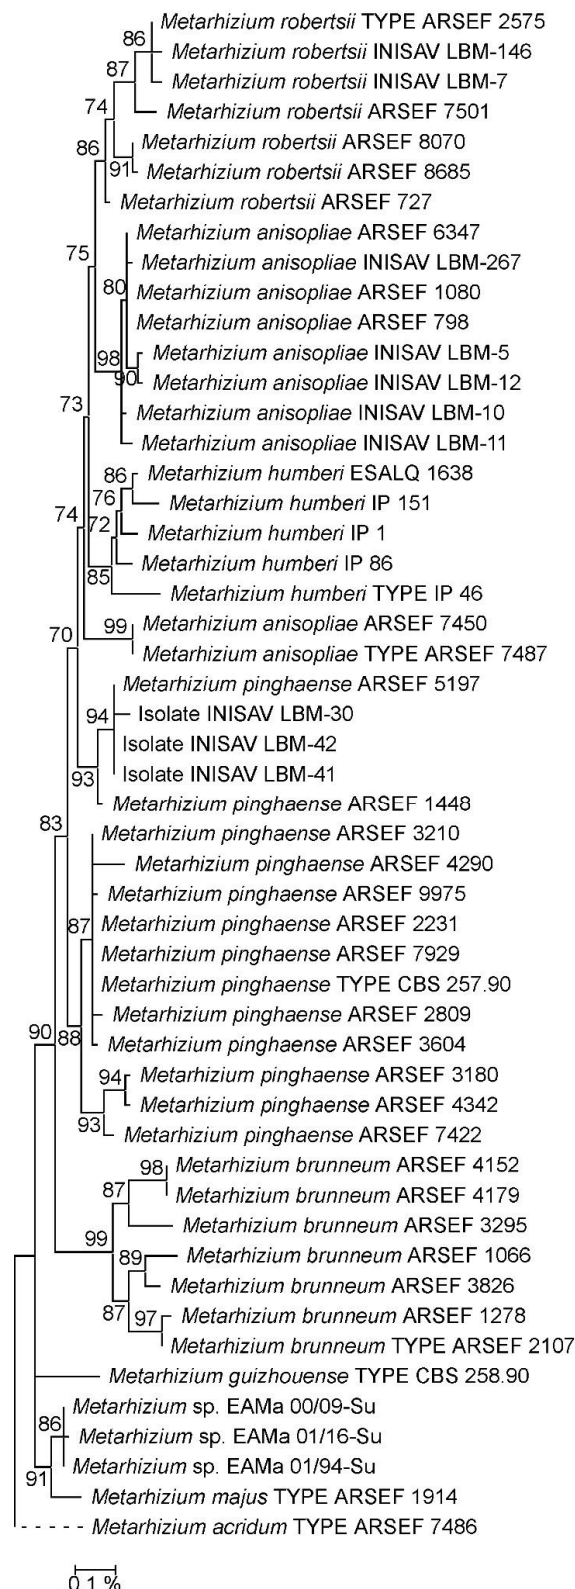 Metarhizium robertsii TYPE ARSEF 2575
86
Metarhizium robertsii INISAV LBM-146
87
Metarhizium robertsii INISAV LBM-7
74
Metarhizium robertsii ARSEF 7501
86
Metarhizium robertsii ARSEF 8070
91
Metarhizium robertsii ARSEF 8685
Metarhizium robertsii ARSEF 727
Metarhizium anisopliae ARSEF 6347
75
Metarhizium anisopliae INISAV LBM-267
80
Metarhizium anisopliae ARSEF 1080
Metarhizium anisopliae ARSEF 798
98
Metarhizium anisopliae INISAV LBM-5
90
Metarhizium anisopliae INISAV LBM-12
73
Metarhizium anisopliae INISAV LBM-10
Metarhizium anisopliae INISAV LBM-11
86
Metarhizium humberi ESALQ 1638
76
Metarhizium humberi IP 151
74
72
Metarhizium humberi IP 1
Metarhizium humberi IP 86
85
Metarhizium humberi TYPE IP 46
99
Metarhizium anisopliae ARSEF 7450
70
Metarhizium anisopliae TYPE ARSEF 7487
Metarhizium pinghaense ARSEF 5197
94
Isolate INISAV LBM-30
Isolate INISAV LBM-42
93
Isolate INISAV LBM-41
Metarhizium pinghaense ARSEF 1448
83
Metarhizium pinghaense ARSEF 3210
Metarhizium pinghaense ARSEF 4290
Metarhizium pinghaense ARSEF 9975
87
Metarhizium pinghaense ARSEF 2231
Metarhizium pinghaense ARSEF 7929
Metarhizium pinghaense TYPE CBS 257.90
Metarhizium pinghaense ARSEF 2809
90
88
Metarhizium pinghaense ARSEF 3604
94
Metarhizium pinghaense ARSEF 3180
Metarhizium pinghaense ARSEF 4342
93
Metarhizium pinghaense ARSEF 7422
98
Metarhizium brunneum ARSEF 4152
87
Metarhizium brunneum ARSEF 4179
Metarhizium brunneum ARSEF 3295
99
89
Metarhizium brunneum ARSEF 1066
Metarhizium brunneum ARSEF 3826
87
97
Metarhizium brunneum ARSEF 1278
Metarhizium brunneum TYPE ARSEF 2107
Metarhizium guizhouense TYPE CBS 258.90
Metarhizium sp. EAMa 00/09-Su
86
Metarhizium sp. EAMa 01/16-Su
Metarhizium sp. EAMa 01/94-Su
91
Metarhizium majus TYPE ARSEF 1914
Metarhizium acridum TYPE ARSEF 7486
0.1 %